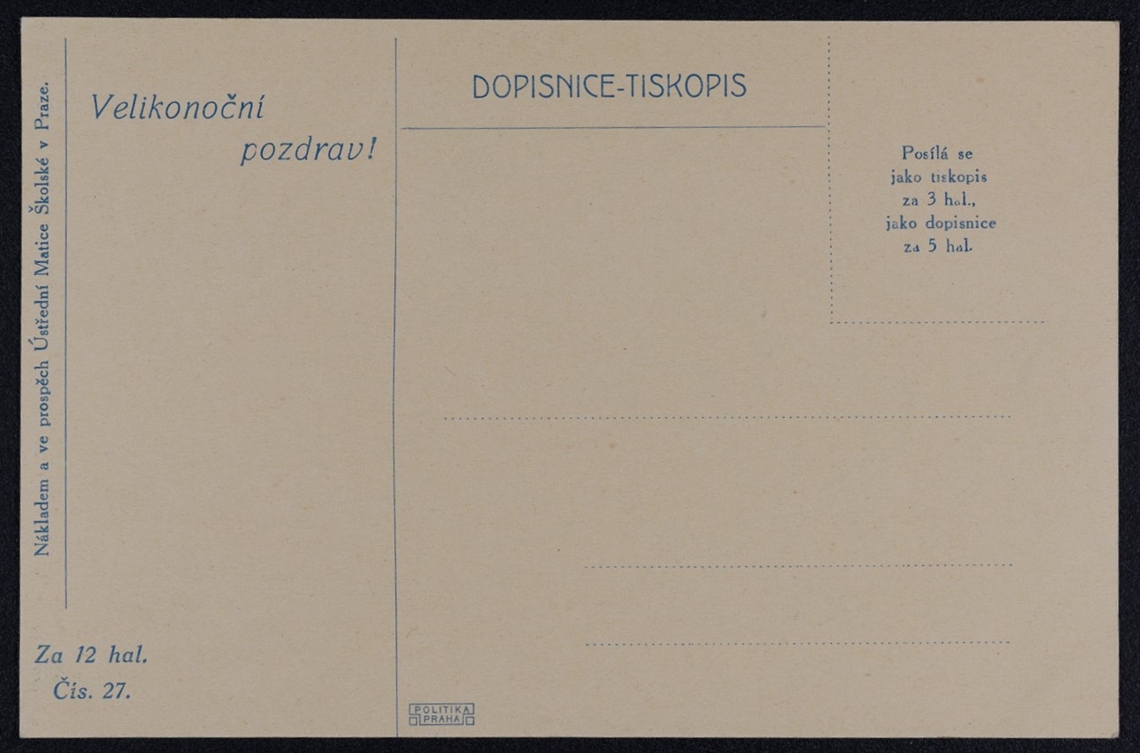 Nákladem a ve prospěch Ústřední Matice Školské v Praze.
Velikonoční
pozdrav!
Za 12 hal.
Čís. 27.
DOPISNICE-TISKOPIS
Posílá se
jako tiskopis
za 3 hal.,
jako dopisnice
za 5 hal.
POLITIKA
PRAHA